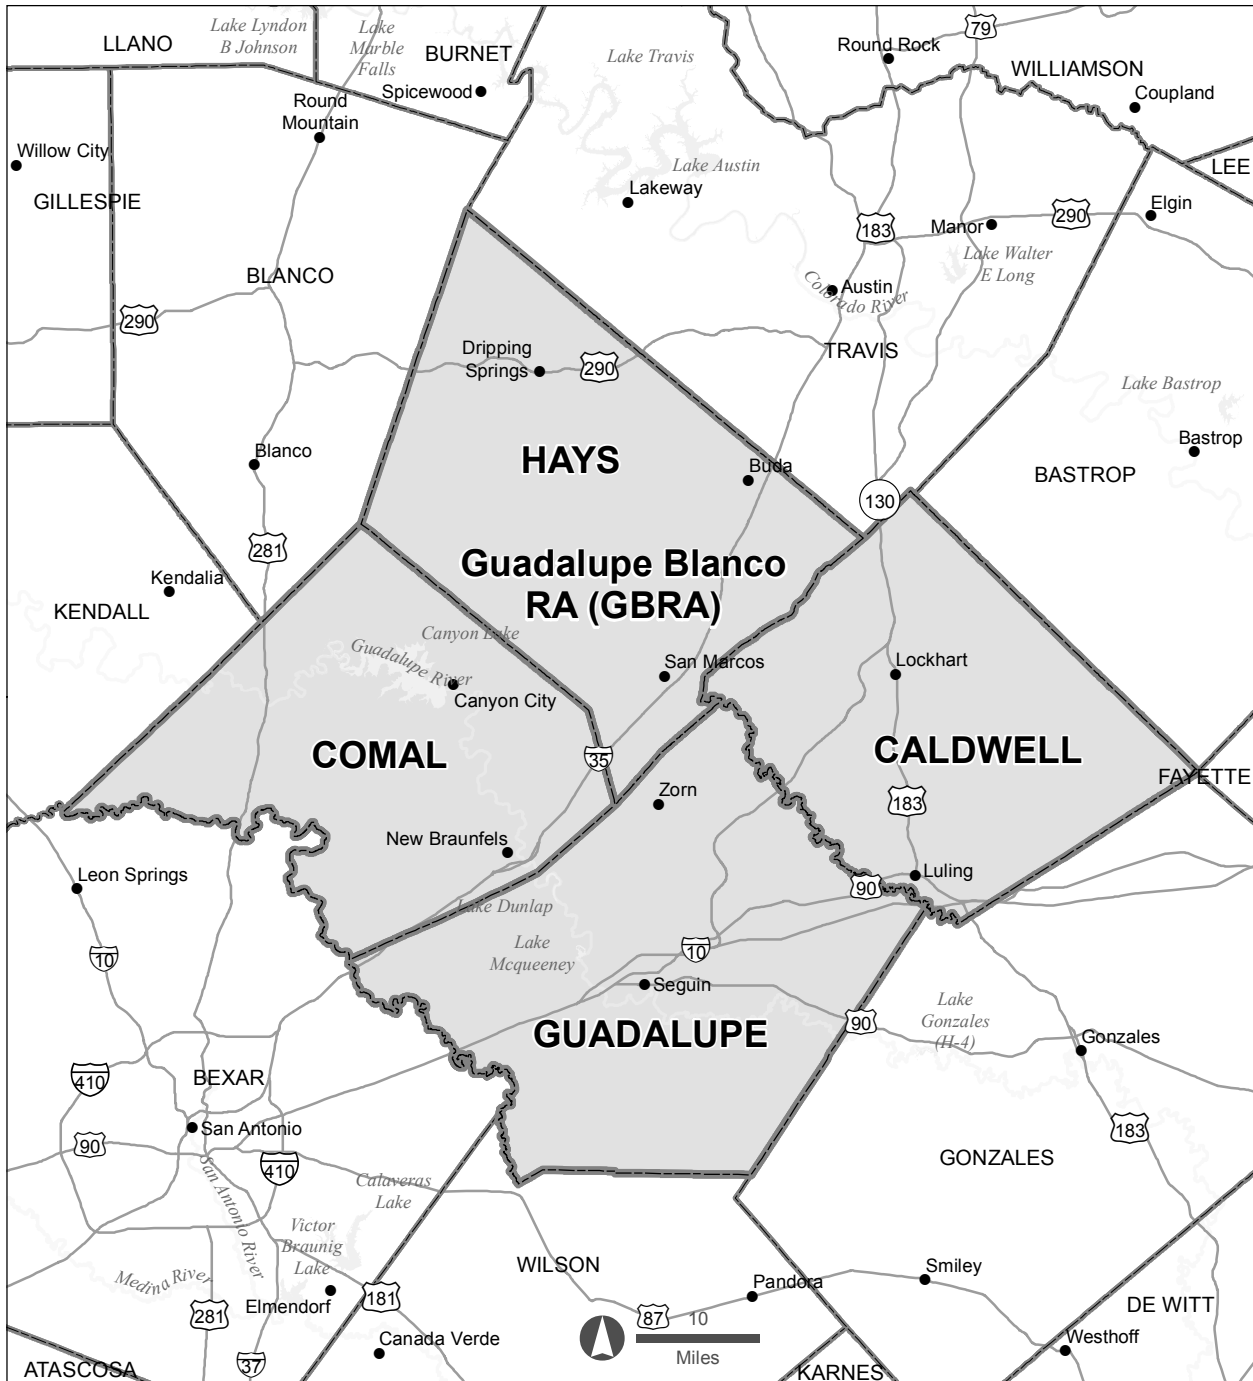 LLANO
Lake Lyndon
B Johnson
Lake
Marble
Falls
BURNET
Spicewood
Lake Travis
Round Rock
79
WILLIAMSON
Coupland
Round
Mountain
Willow City
GILLESPIE
Lake Austin
Lakeway
LEE
Elgin
183
Manor
290
Lake Walter
E Long
BLANCO
290
Austin
Colorado River
TRAVIS
Dripping
Springs
290
Lake Bastrop
Bastrop
BASTROP
Blanco
HAYS
Buda
130
281
Guadalupe Blanco
RA (GBRA)
Kendalia
KENDALL
Canyon Lake
Guadalupe River
Canyon City
San Marcos
Lockhart
COMAL
35
CALDWELL
FAYETTE
Zorn
183
New Braunfels
Leon Springs
Luling
90
Lake Dunlap
Lake
Mcqueeney
10
10
Seguin
GUADALUPE
90
Lake
Gonzales
(H-4)
Gonzales
410
BEXAR
San Antonio
90
183
410
GONZALES
San Antonio River
Calaveras
Lake
Victor
Braunig
Lake
Medina River
WILSON
Smiley
Pandora
Elmendorf
181
281
87
10
Miles
DE WITT
Canada Verde
Westhoff
37
ATASCOSA
KARNES